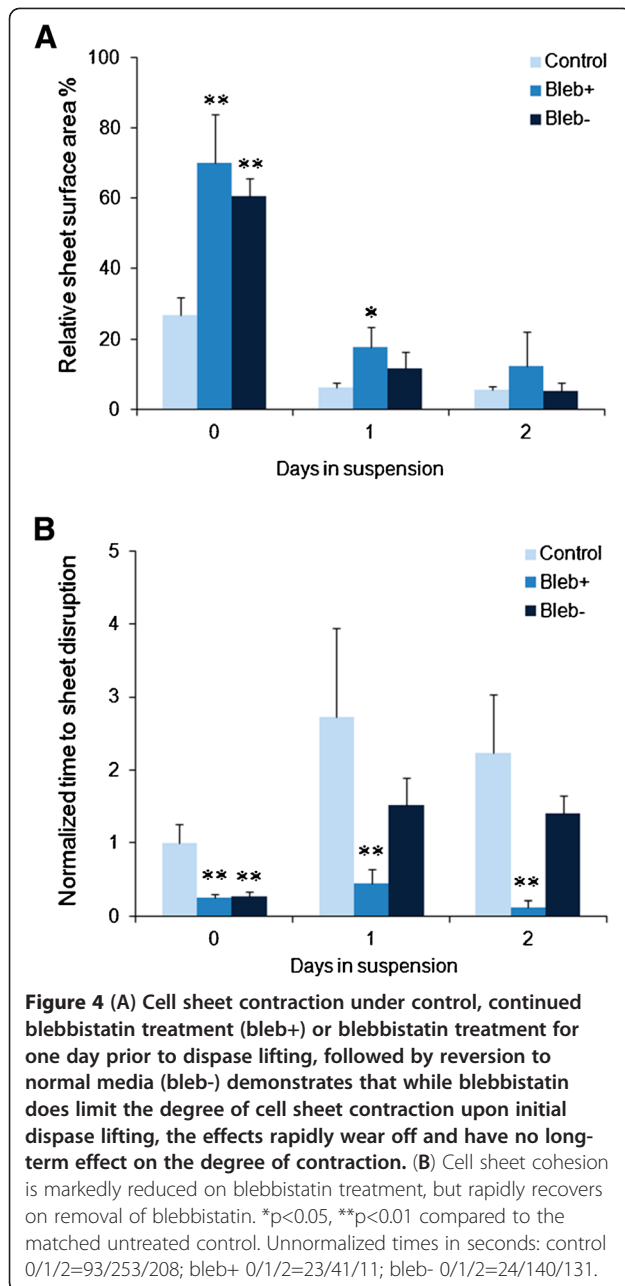 A
Relative sheet surface area %
100
80
60
40
20
0
**
**
*
Control
Bleb+
Bleb-
0
1
2
Days in suspension
B
Normalized time to sheet disruption
5
4
3
2
1
0
** **
**
**
Control
Bleb+
Bleb-
0
1
2
Days in suspension
Figure 4 (A) Cell sheet contraction under control, continued
blebbistatin treatment (bleb+) or blebbistatin treatment for
one day prior to dispase lifting, followed by reversion to
normal media (bleb-) demonstrates that while blebbistatin
does limit the degree of cell sheet contraction upon initial
dispase lifting, the effects rapidly wear off and have no long-
term effect on the degree of contraction. (B) Cell sheet cohesion
is markedly reduced on blebbistatin treatment, but rapidly recovers
on removal of blebbistatin. *p<0.05, **p<0.01 compared to the
matched untreated control. Unnormalized times in seconds: control
0/1/2=93/253/208; bleb+ 0/1/2=23/41/11; bleb- 0/1/2=24/140/131.